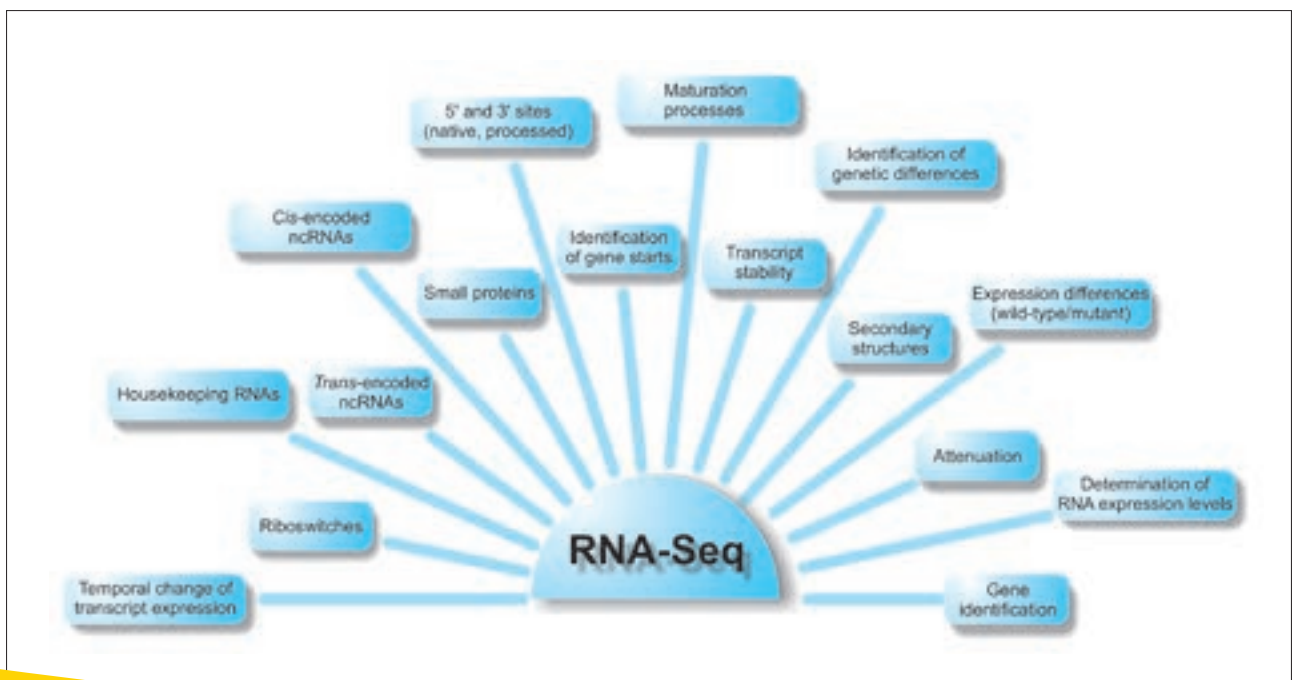 Maturation
processes
5' and 3' sites
(native, processed)
Identification of
genetic differences
Cis-encoded
ncRNAs
Identification
of gene starts
Transcript
stability
Small proteins
Expression differences
(wild-type/mutant)
Secondary
structures
Housekeeping RNAs
Trans-encoded
ncRNAs
Attenuation
Determination of
RNA expression levels
Riboswitches
RNA-Seq
Temporal change of
transcript expression
Gene
identification